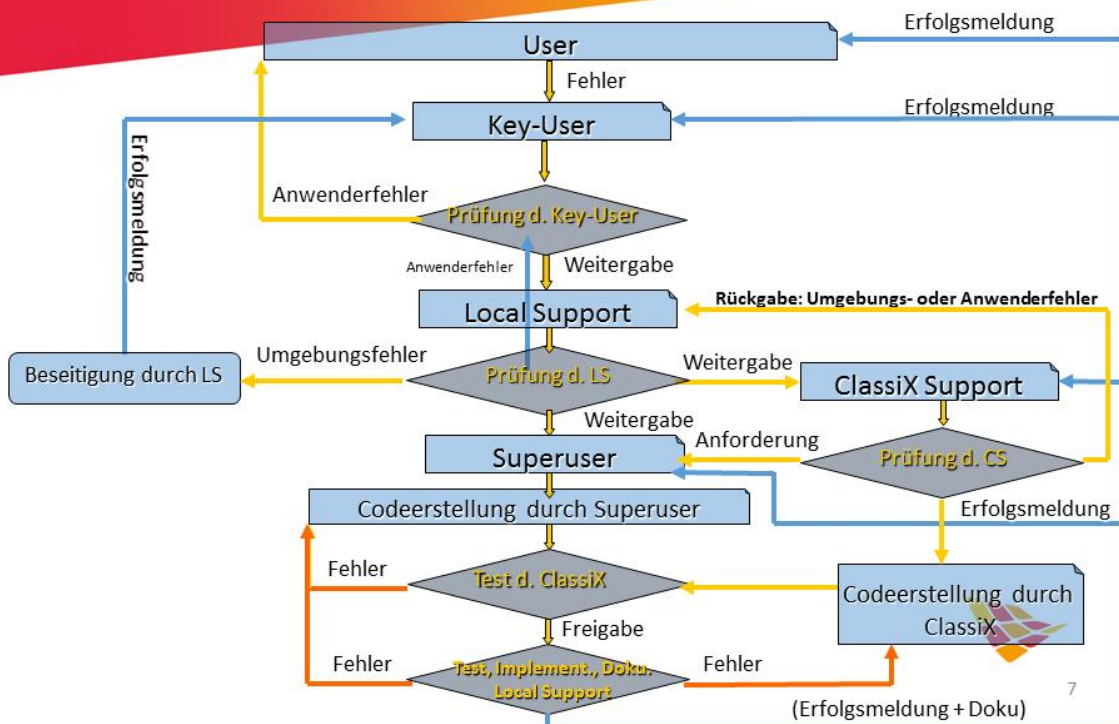 Erfolgsmeldung
User
Fehler
Erfolgsmeldung
Key-User
Erfolgsmeldung
Anwenderfehler
Prüfung d. Key-User
Anwenderfehler
Weitergabe
Rückgabe: Umgebungs- oder Anwenderfehler
Local Support
Umgebungsfehler
Weitergabe
Beseitigung durch LS
Prüfung d. LS
ClassiX Support
Weitergabe
Anforderung
Superuser
Prüfung d. CS
Codeerstellung durch Superuser
Erfolgsmeldung
Fehler
Test d. ClassiX
Codeerstellung durch
ClassiX
Freigabe
Fehler
Test, Implement., Doku.
Local Support
Fehler
7
(Erfolgsmeldung + Doku)